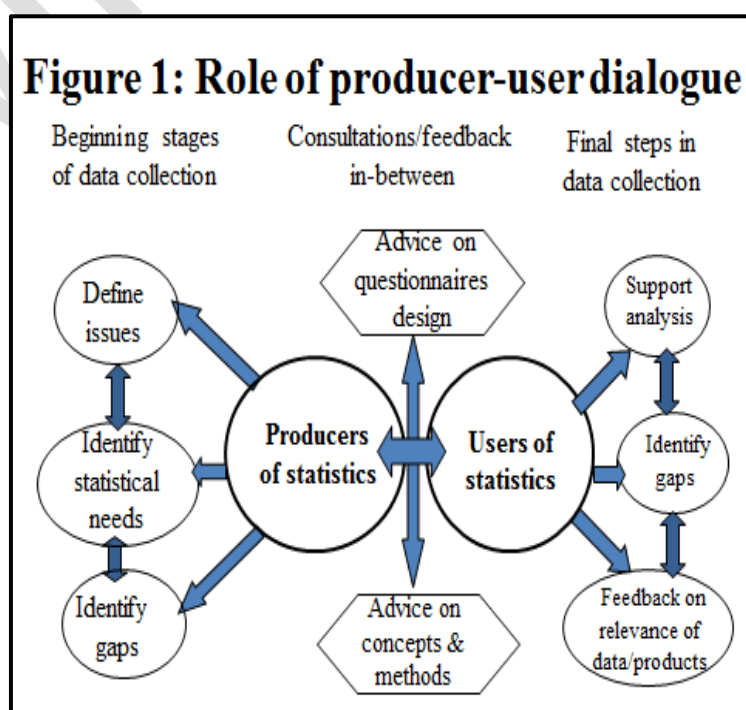 Figure 1: Role of producer-user dialogue
Beginning stages
of data collection
Consultations/feedback
in-between
Final steps in
data collection
Define
issues
Identify
statistical
needs
Identify
gaps
Producers
of statistics
Advice on
questionnaires
design
Advice on
concepts &
methods
Users of
statistics
Support
analysis
Identify
gaps
Feedback on
relevance of
data/products